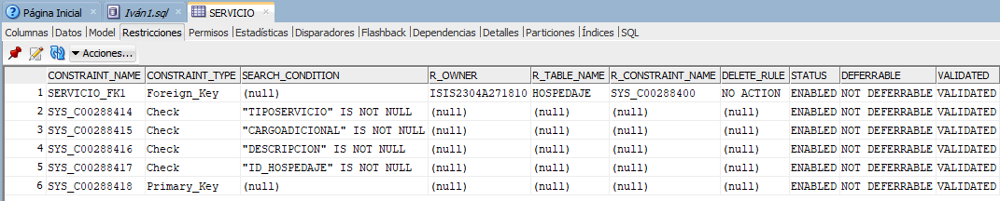 Página Inicial Iván1.sql SERVICIO
Columnas Datos Model Restricciones Permisos Estadísticas Disparadores Flashback Dependencias Detalles Particiones Índices SQL
Acciones...
CONSTRAINT_NAME CONSTRAINT_TYPE SEARCH_CONDITION R_OWNER R_TABLE_NAME R_CONSTRAINT_NAME DELETE_RULE STATUS DEFERRABLE VALIDATED
1 SERVICIO_FK1 Foreign_Key (null) ISIS2304A271810 HOSPEDAJE SYS_C00288400 NO ACTION ENABLED NOT DEFERRABLE VALIDATED
2 SYS_C00288414 Check "TIPOSERVICIO" IS NOT NULL (null) (null) (null) (null) ENABLED NOT DEFERRABLE VALIDATED
3 SYS_C00288415 Check "CARGOADICIONAL" IS NOT NULL (null) (null) (null) (null) ENABLED NOT DEFERRABLE VALIDATED
4 SYS_C00288416 Check "DESCRIPCION" IS NOT NULL (null) (null) (null) (null) ENABLED NOT DEFERRABLE VALIDATED
5 SYS_C00288417 Check "ID_HOSPEDAJE" IS NOT NULL (null) (null) (null) (null) ENABLED NOT DEFERRABLE VALIDATED
6 SYS_C00288418 Primary_Key (null) (null) (null) (null) (null) ENABLED NOT DEFERRABLE VALIDATED